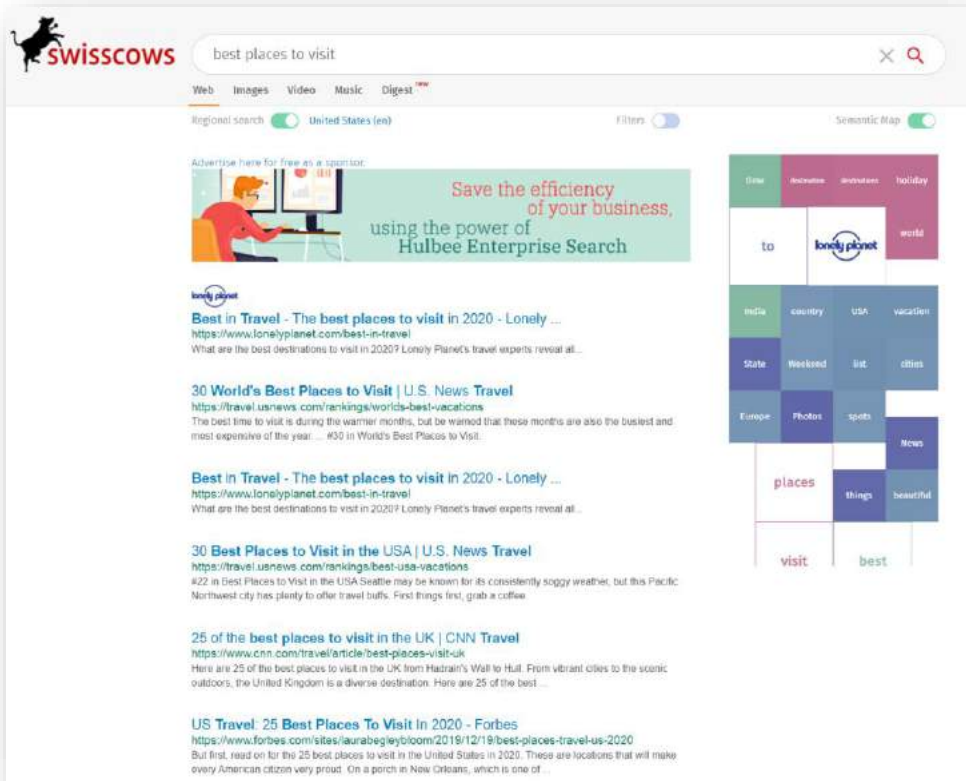 swisscows
best places to visit
Web Images Video Music Digest new
Regional search United States (en) Filters Semantic Map
Advertise here for free as a sponsor.
Save the efficiency
of your business,
using the power of
Hulbee Enterprise Search
lonely planet
Best in Travel - The best places to visit in 2020 - Lonely ...
https://www.lonelyplanet.com/best-in-travel
What are the best destinations to visit in 2020? Lonely Planet's travel experts reveal all...
30 World's Best Places to Visit | U.S. News Travel
https://travel.usnews.com/rankings/worlds-best-vacations
The best time to visit is during the warmer months, but be warned that these months are also the busiest and
most expensive of the year. ... #30 in World's Best Places to Visit.
Best in Travel - The best places to visit in 2020 - Lonely ...
https://www.lonelyplanet.com/best-in-travel
What are the best destinations to visit in 2020? Lonely Planet's travel experts reveal all...
30 Best Places to Visit in the USA | U.S. News Travel
https://travel.usnews.com/rankings/best-usa-vacations
#22 in Best Places to Visit in the USA Seattle may be known for its consistently soggy weather, but this Pacific
Northwest city has plenty to offer travel buffs. First things first, grab a coffee
25 of the best places to visit in the UK | CNN Travel
https://www.cnn.com/travel/article/best-places-visit-uk
Here are 25 of the best places to visit in the UK from Hadrain's Wall to Hull. From vibrant cities to the scenic
outdoors, the United Kingdom is a diverse destination. Here are 25 of the best ...
US Travel: 25 Best Places To Visit In 2020 - Forbes
https://www.forbes.com/sites/laurabegleybloom/2019/12/19/best-places-travel-us-2020
But first, read on for the 25 best places to visit in the United States in 2020. These are locations that will make
every American citizen very proud. On a porch in New Orleans, which is one of ...
time destination destinations holiday
to lonely planet world
India country USA vacation
State Weekend list cities
Europe Photos spots
News
places things beautiful
visit best